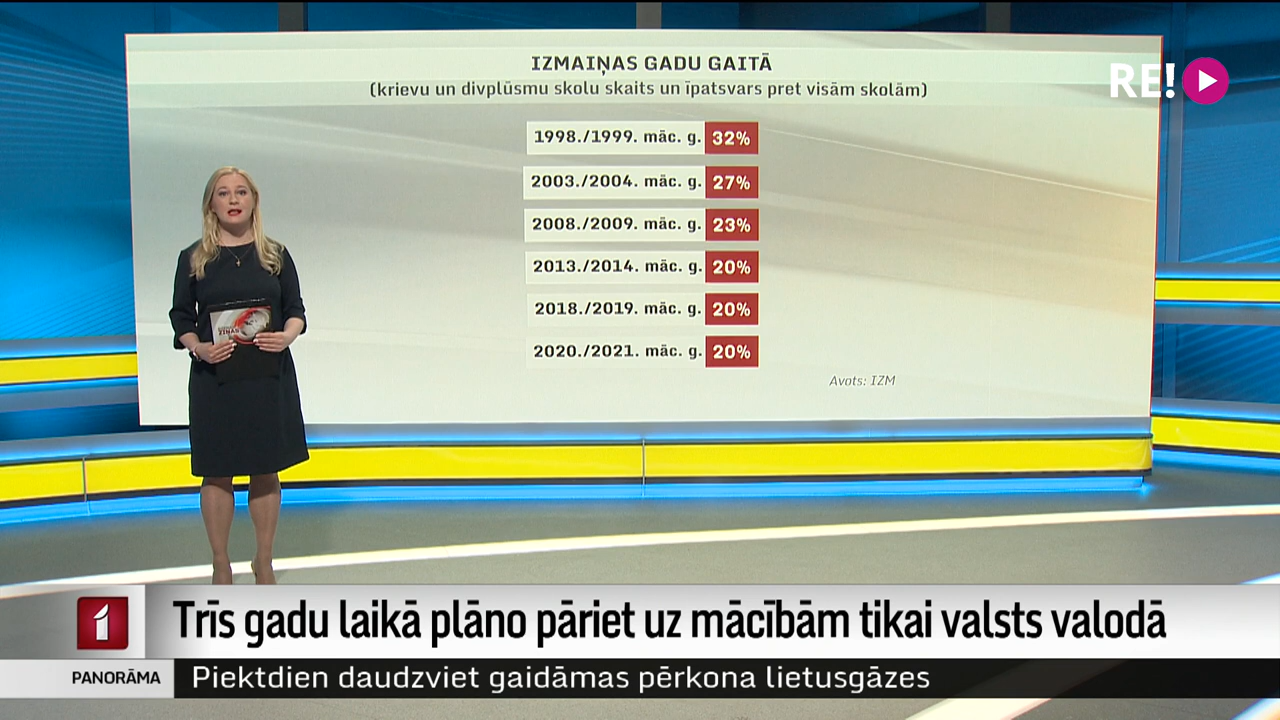 IZMAIŅAS GADU GAITĀ
(krievu un divplūsmu skolu skaits un īpatsvars pret visām skolām)
RE!
1998./1999. māc. g. 32%
2003./2004. māc. g. 27%
2008./2009. māc. g. 23%
2013./2014. māc. g. 20%
2018./2019. māc. g. 20%
2020./2021. māc. g. 20%
Avots: IZM
ZIŅAS
1 Trīs gadu laikā plāno pāriet uz mācībām tikai valsts valodā
PANORĀMA Piektdien daudzviet gaidāmas pērkona lietusgāzes